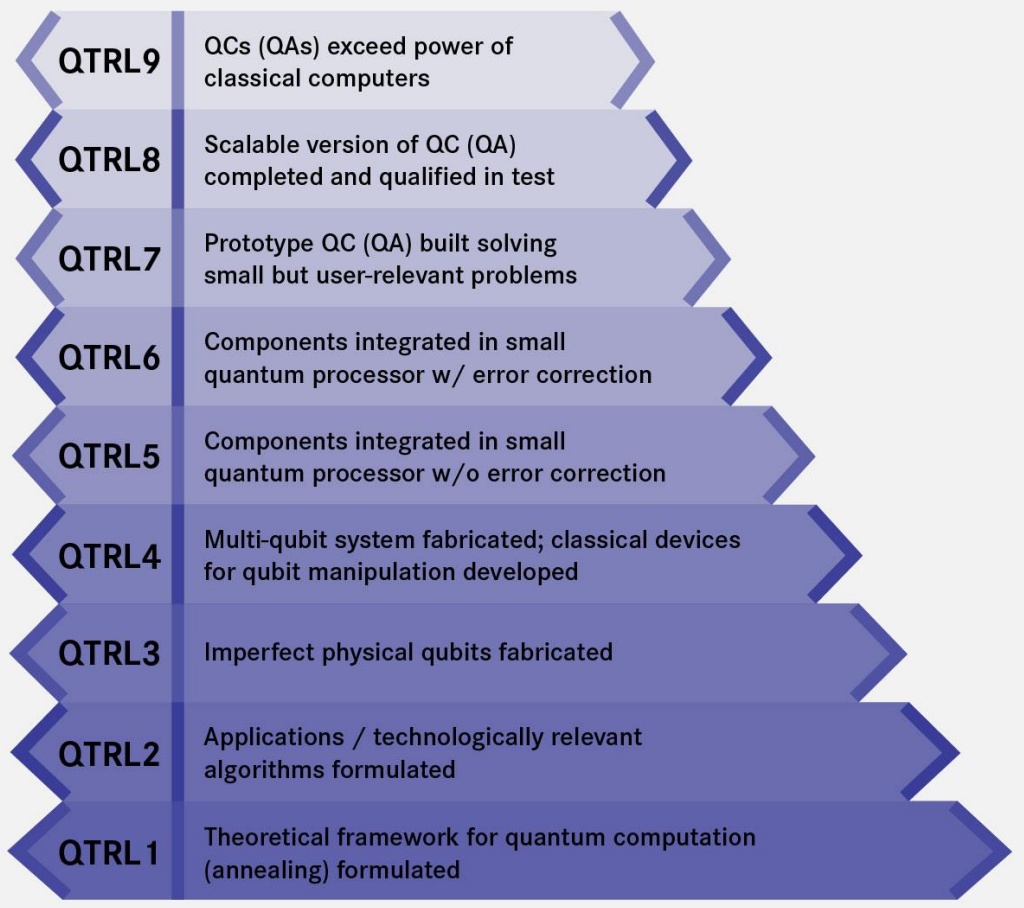 QTRL9
QCs (QAs) exceed power of
classical computers
QTRL8
Scalable version of QC (QA)
completed and qualified in test
QTRL7
Prototype QC (QA) built solving
small but user-relevant problems
QTRL6
Components integrated in small
quantum processor w/ error correction
QTRL5
Components integrated in small
quantum processor w/o error correction
QTRL4
Multi-qubit system fabricated; classical devices
for qubit manipulation developed
QTRL3
Imperfect physical qubits fabricated
QTRL2
Applications / technologically relevant
algorithms formulated
QTRL1
Theoretical framework for quantum computation
(annealing) formulated